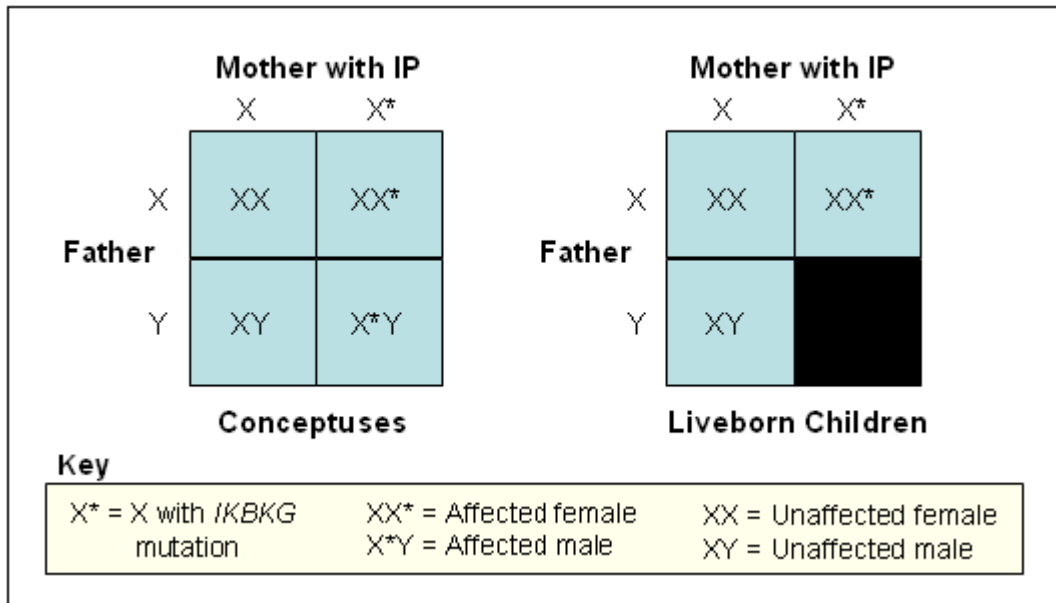 Mother with IP
X X*
X XX XX*
Father
Y XY X*Y
Conceptuses
Mother with IP
X X*
X XX XX*
Father
Y XY
Liveborn Children
Key
X* = X with IKBKG
mutation
XX* = Affected female
X*Y = Affected male
XX = Unaffected female
XY = Unaffected male